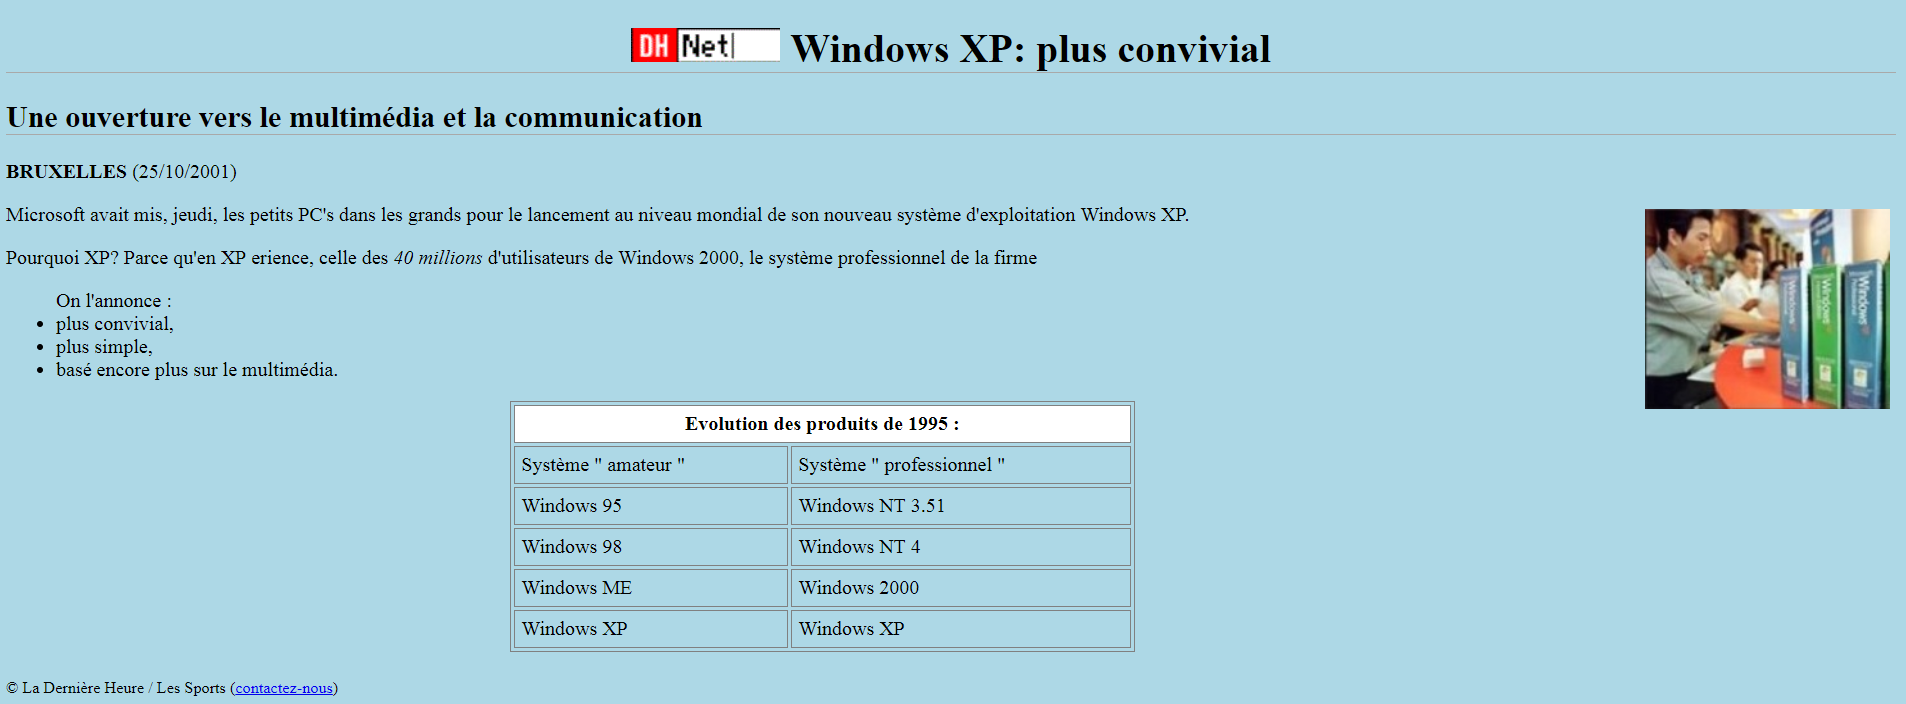 DH Net Windows XP: plus convivial
Une ouverture vers le multimédia et la communication
BRUXELLES (25/10/2001)
Microsoft avait mis, jeudi, les petits PC's dans les grands pour le lancement au niveau mondial de son nouveau système d'exploitation Windows XP.
Pourquoi XP? Parce qu'en XP erience, celle des 40 millions d'utilisateurs de Windows 2000, le système professionnel de la firme
On l'annonce :
• plus convivial,
• plus simple,
• basé encore plus sur le multimédia.
Windows
Windows
Windows
Evolution des produits de 1995 :
Système " amateur " Système " professionnel "
Windows 95 Windows NT 3.51
Windows 98 Windows NT 4
Windows ME Windows 2000
Windows XP Windows XP
© La Dernière Heure / Les Sports (contactez-nous)